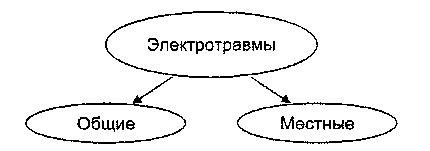 Электротравмы
Общие
Местные